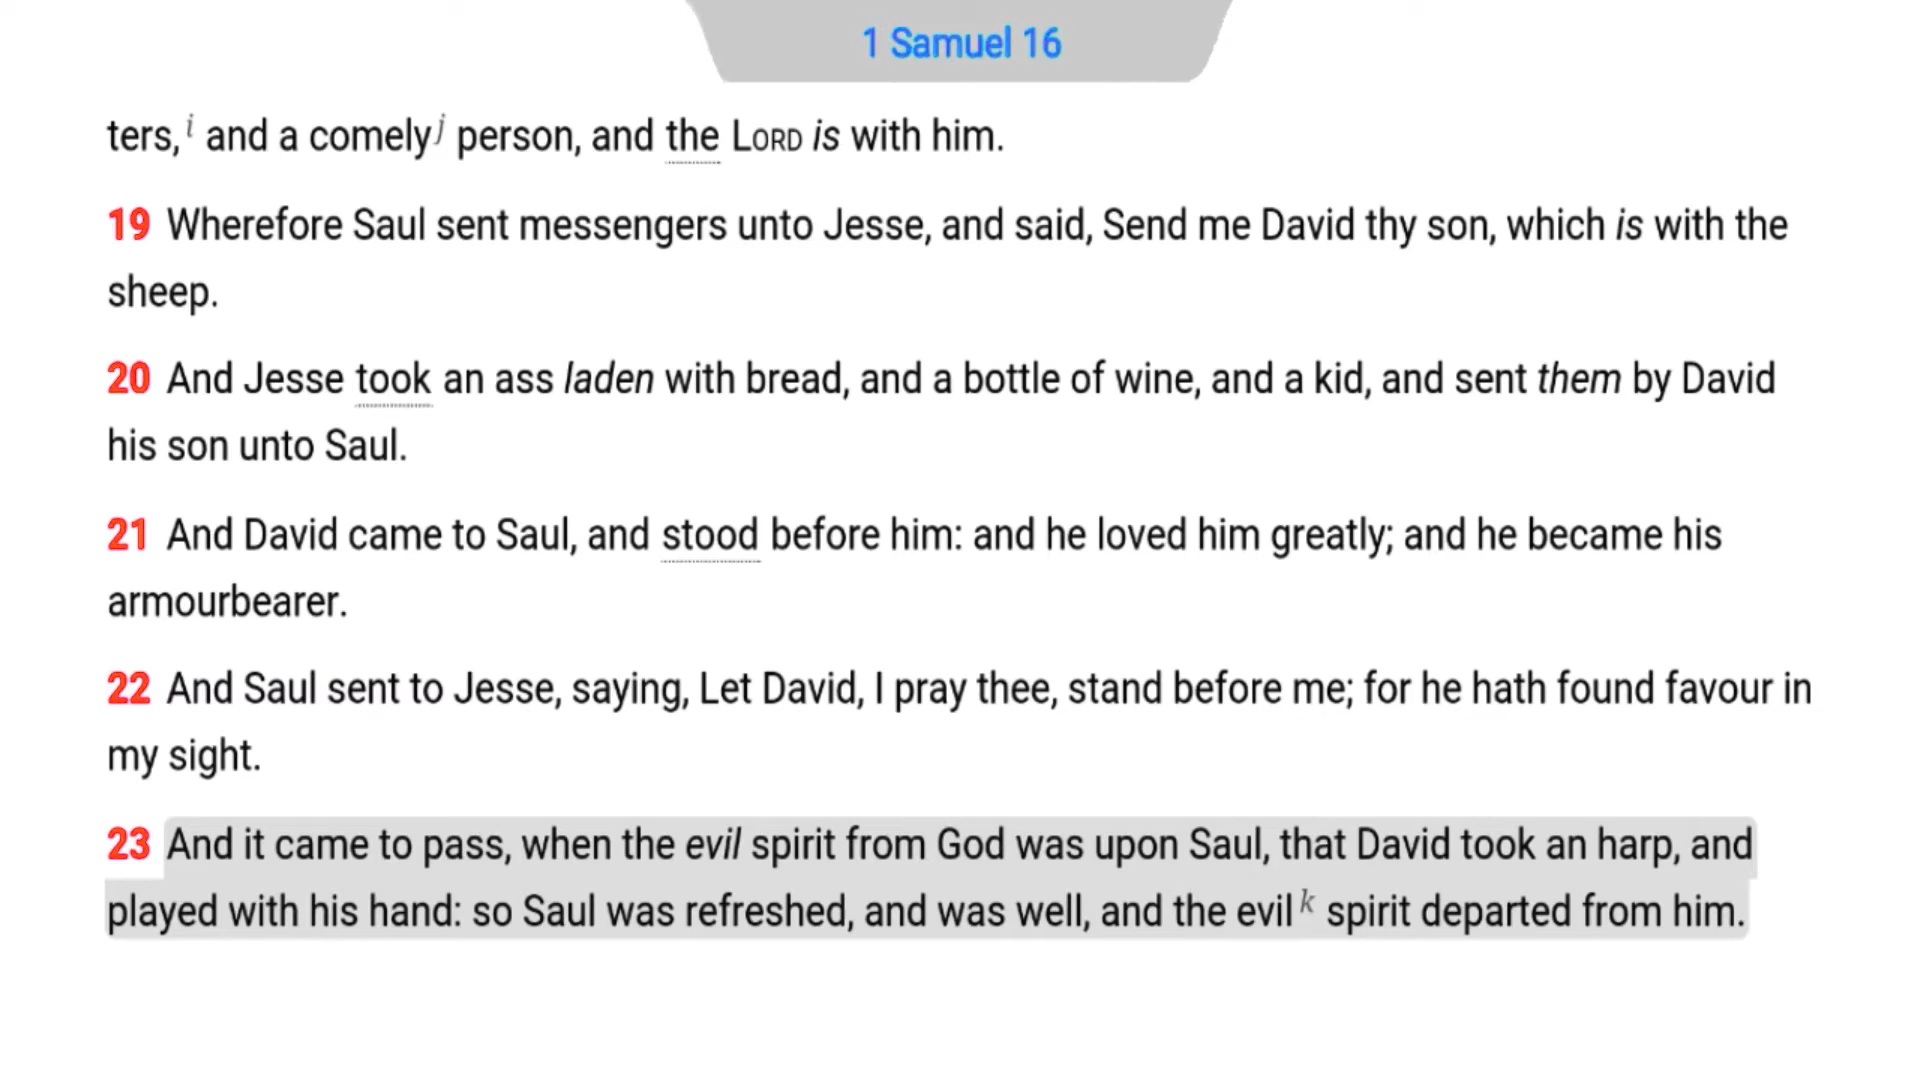 1 Samuel 16
ters,i and a comelyj person, and the LORD is with him.
19 Wherefore Saul sent messengers unto Jesse, and said, Send me David thy son, which is with the
sheep.
20 And Jesse took an ass laden with bread, and a bottle of wine, and a kid, and sent them by David
his son unto Saul.
21 And David came to Saul, and stood before him: and he loved him greatly; and he became his
armourbearer.
22 And Saul sent to Jesse, saying, Let David, I pray thee, stand before me; for he hath found favour in
my sight.
23 And it came to pass, when the evil spirit from God was upon Saul, that David took an harp, and
played with his hand: so Saul was refreshed, and was well, and the evilk spirit departed from him.